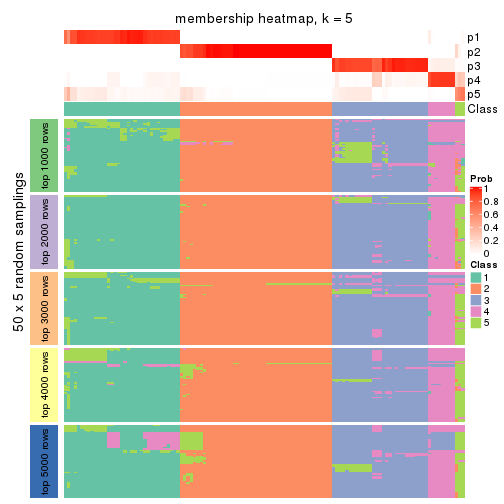 membership heatmap, k = 5
p1
p2
p3
p4
p5
Class
50 x 5 random samplings
top 1000 rows
top 2000 rows
top 3000 rows
top 4000 rows
top 5000 rows
Prob
1
0.8
0.6
0.4
0.2
0
Class
1
2
3
4
5